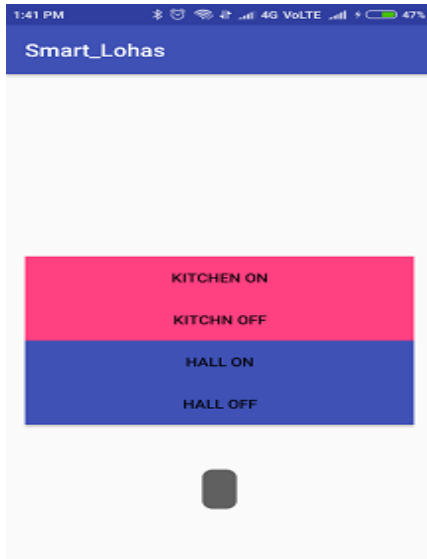 1:41 PM 4G VoLTE 47%
Smart_Lohas
KITCHEN ON
KITCHN OFF
HALL ON
HALL OFF